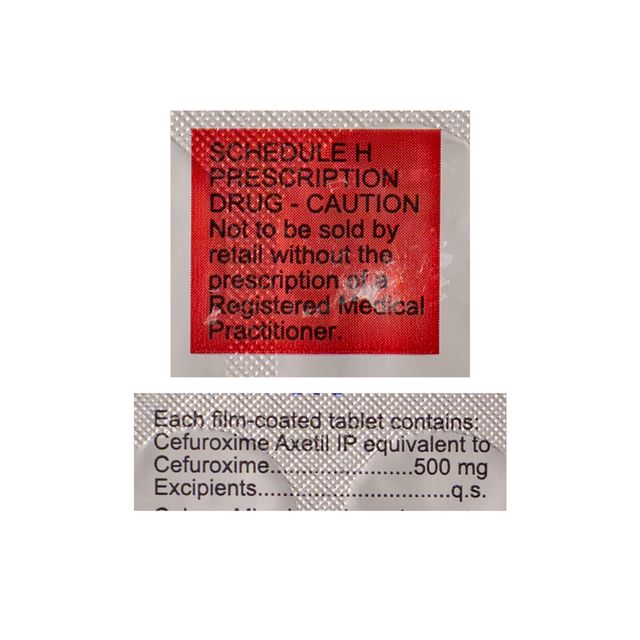 SCHEDULE H
PRESCRIPTION
DRUG - CAUTION
Not to be sold by
retail without the
prescription of a
Registered Medical
Practitioner.
Each film-coated tablet contains:
Cefuroxime Axetil IP equivalent to
Cefuroxime......................500 mg
Excipients..............................q.s.